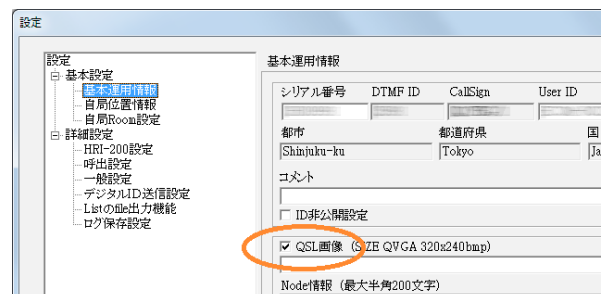 設定
設定
基本設定
基本運用情報
自局位置情報
自局Room設定
詳細設定
HRI-200設定
呼出設定
一般設定
デジタルID送信設定
Listのfile出力機能
ログ保存設定
基本運用情報
シリアル番号 DTMF ID CallSign User ID
都市 都道府県 国
Shinjuku-ku Tokyo Ja
コメント
ID非公開設定
QSL画像 (SIZE QVGA 320x240bmp)
Node情報 (最大半角200文字)